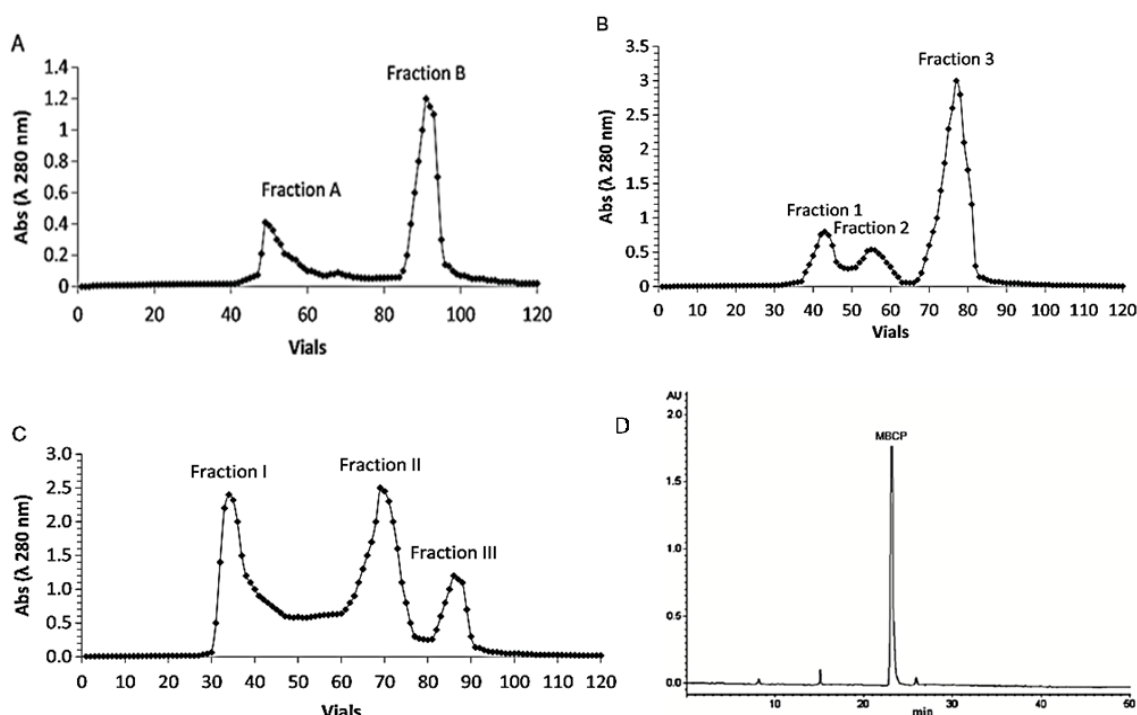 A
Fraction B
Fraction A
Abs (λ 280 nm)
1.4
1.2
1
0.8
0.6
0.4
0.2
0
0 20 40 60 80 100 120
Vials
B
Fraction 3
Fraction 1
Fraction 2
Abs (λ 280 nm)
3.5
3
2.5
2
1.5
1
0.5
0
0 10 20 30 40 50 60 70 80 90 100 110 120
Vials
C
Fraction I
Fraction II
Fraction III
Abs (λ 280 nm)
3.0
2.5
2.0
1.5
1.0
0.5
0.0
0 10 20 30 40 50 60 70 80 90 100 110 120
Vials
D
AU
MBCP
2.0
1.5
1.0
0.5
0.0
10 20 30 40 50
min